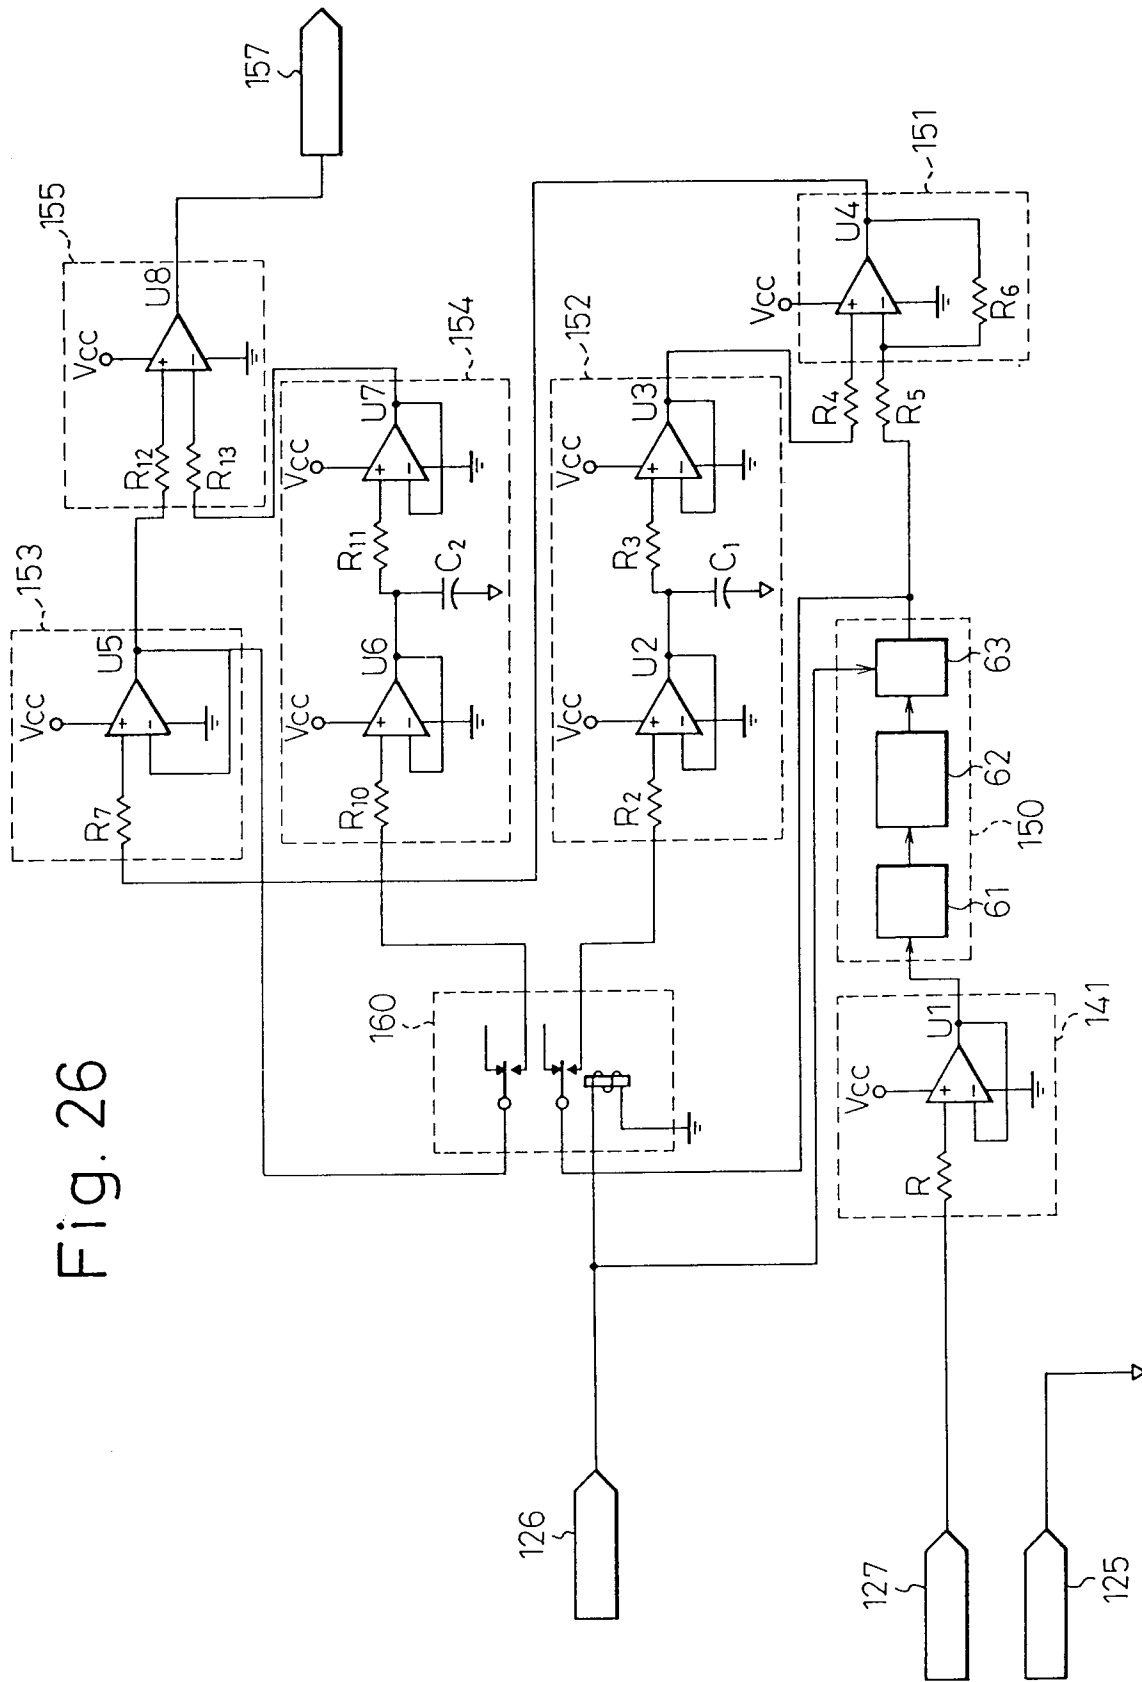 Fig. 26
157
155
VCC
U8
+
-
R12
R13
153
VCC
U5
+
-
R7
154
VCC
U7
+
-
R11
C2
VCC
U6
+
-
R10
152
VCC
U3
+
-
R3
C1
VCC
U2
+
-
R2
151
VCC
U4
+
-
R4
R5
R6
160
63
62
61
150
VCC
U1
+
-
R
141
126
127
125